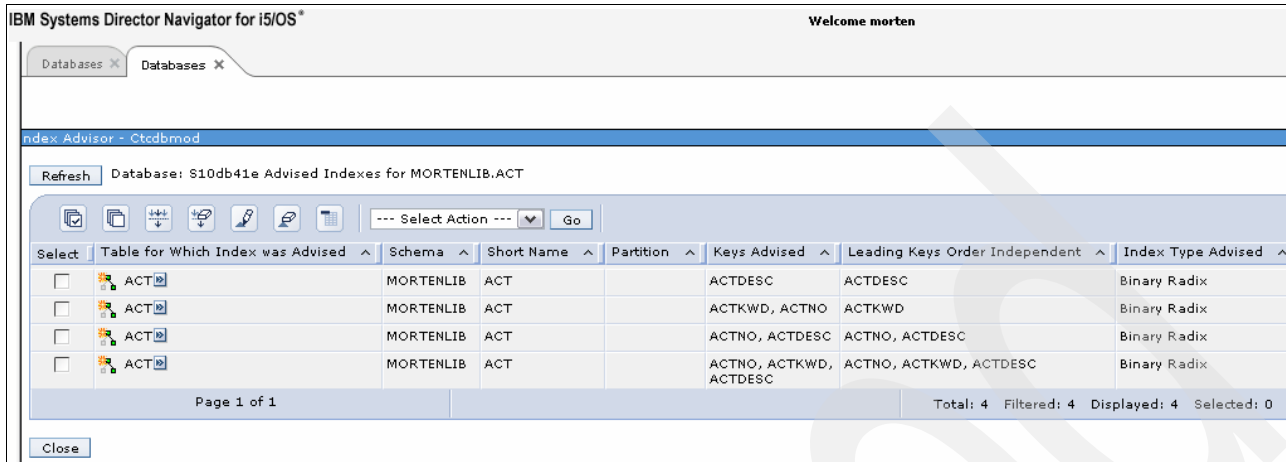 IBM Systems Director Navigator for i5/OS®
Welcome morten
Databases × Databases ×
ndex Advisor - Ctcdbmod
Refresh Database: S10db41e Advised Indexes for MORTENLIB.ACT
--- Select Action --- Go
Select Table for Which Index was Advised Schema Short Name Partition Keys Advised Leading Keys Order Independent Index Type Advised
ACT MORTENLIB ACT ACTDESC ACTDESC Binary Radix
ACT MORTENLIB ACT ACTKWD, ACTNO ACTKWD Binary Radix
ACT MORTENLIB ACT ACTNO, ACTDESC ACTNO, ACTDESC Binary Radix
ACT MORTENLIB ACT ACTNO, ACTKWD, ACTNO, ACTKWD, ACTDESC Binary Radix
ACTDESC
Page 1 of 1 Total: 4 Filtered: 4 Displayed: 4 Selected: 0
Close